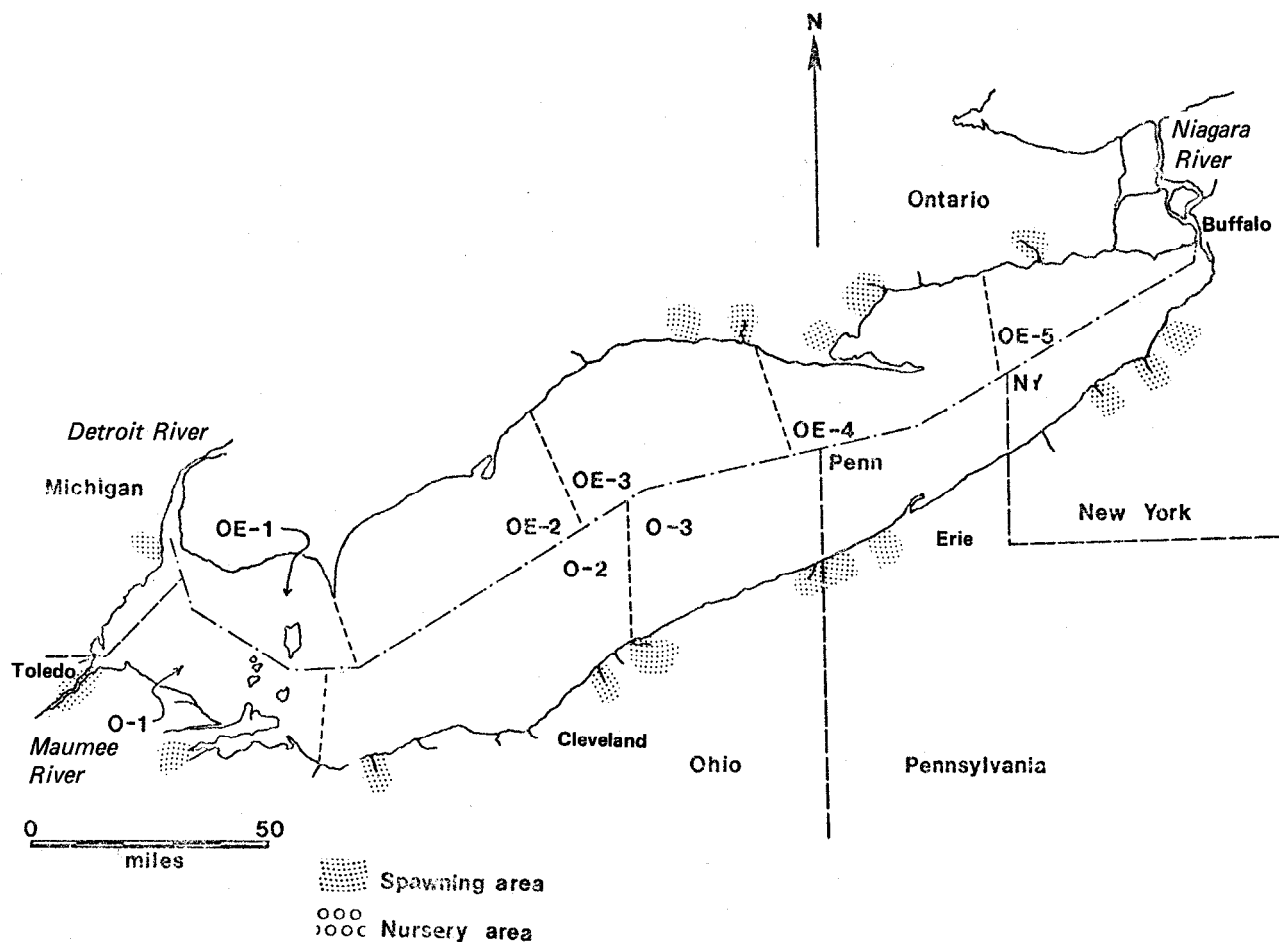 N
Niagara
River
Ontario
Buffalo
OE-5
NY
Detroit River
OE-4
Michigan
Penn
OE-3
OE-1
OE-2
O-3
New York
Erie
O-2
Toledo
O-1
Cleveland
Maumee
River
Ohio
Pennsylvania
0 50
miles
Spawning area
Nursery area